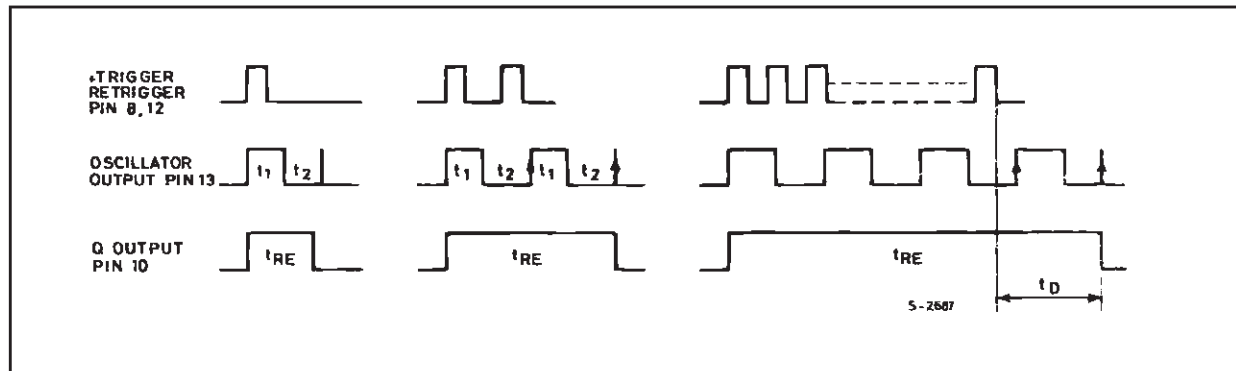 +TRIGGER
RETRIGGER
PIN 8, 12
OSCILLATOR
OUTPUT PIN 13
t1 t2
t1 t2 t1 t2
Q OUTPUT
PIN 10
tRE
tRE
tRE
tD
S-2687